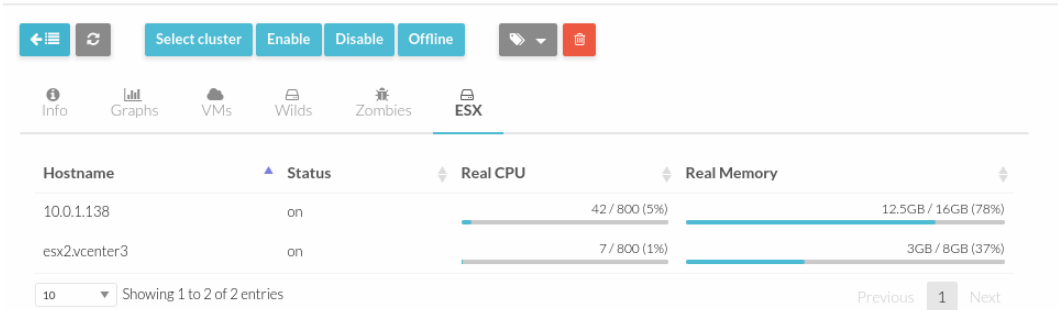 Select cluster Enable Disable Offline
Info Graphs VMs Wilds Zombies ESX
Hostname Status Real CPU Real Memory
10.0.1.138 on 42 / 800 (5%) 12.5GB / 16GB (78%)
esx2.vcenter3 on 7 / 800 (1%) 3GB / 8GB (37%)
10 Showing 1 to 2 of 2 entries Previous 1 Next